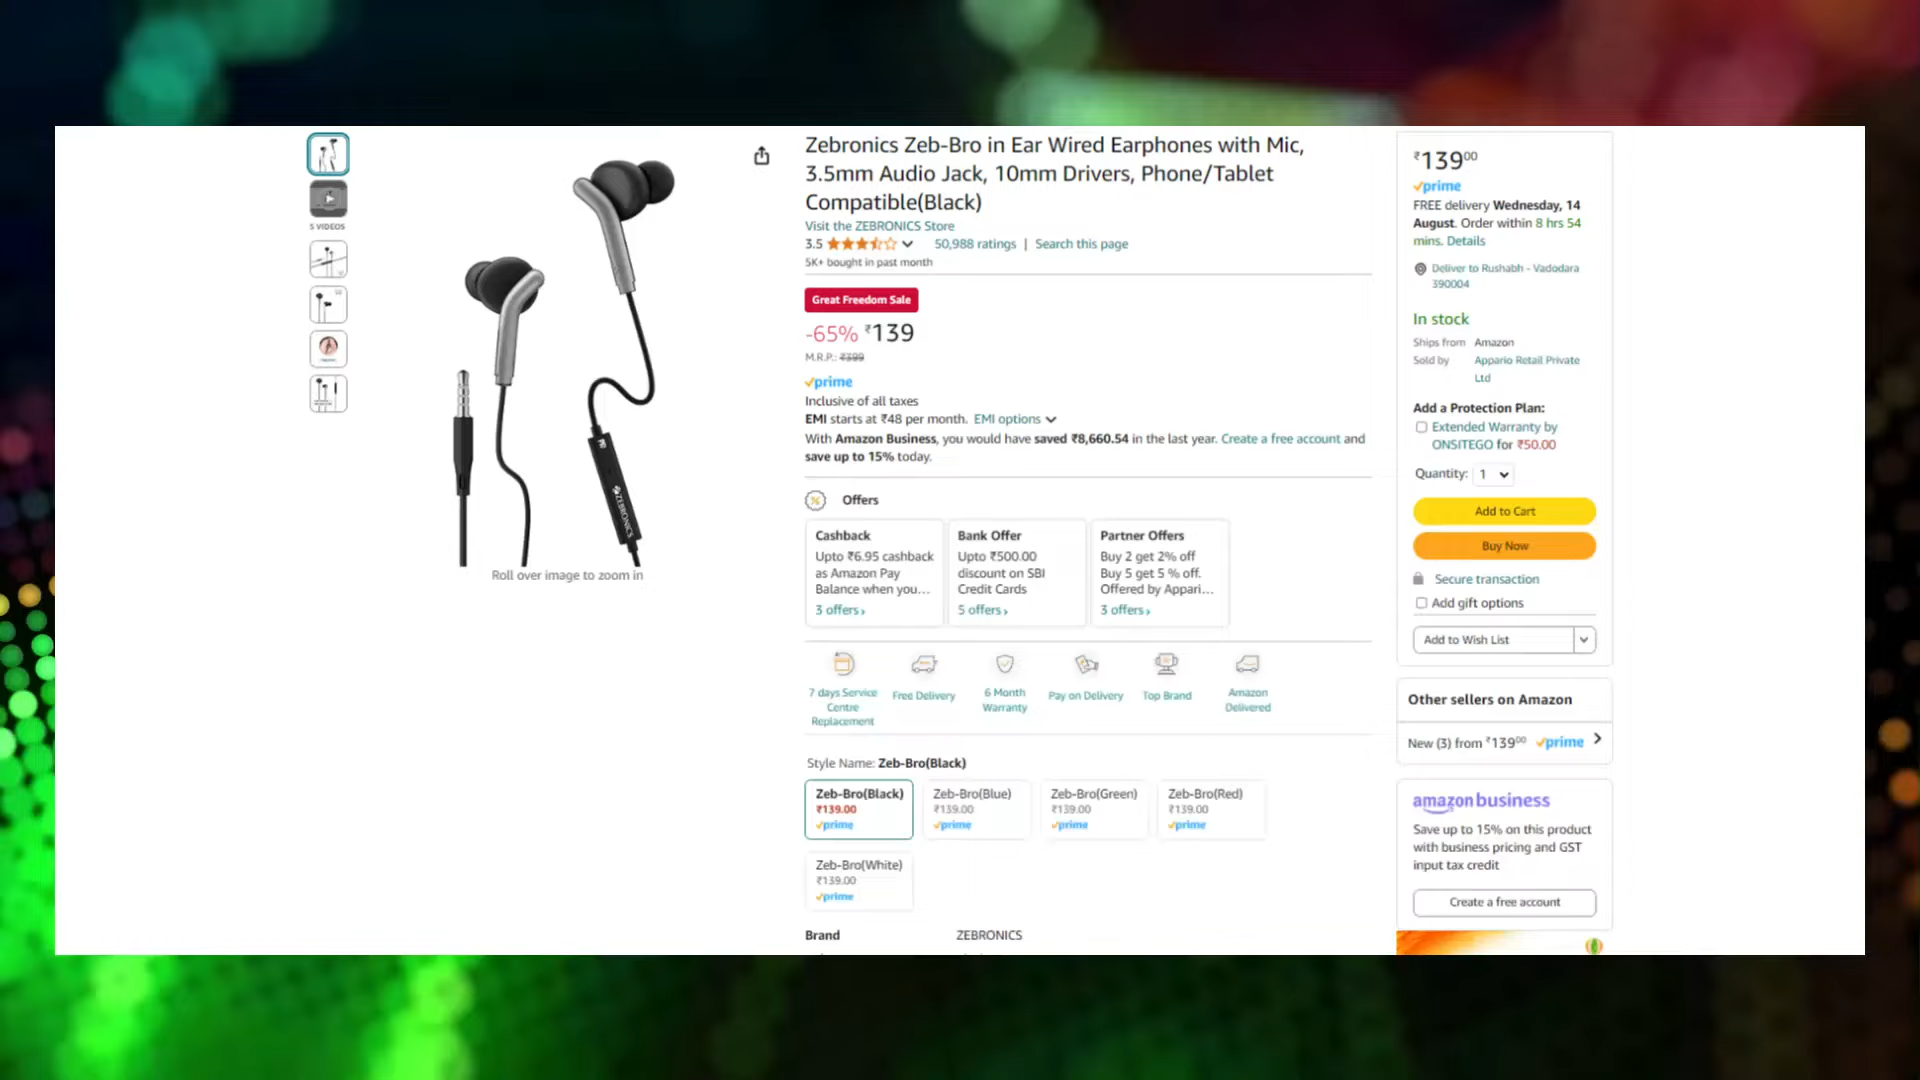 Zebronics Zeb-Bro in Ear Wired Earphones with Mic,
3.5mm Audio Jack, 10mm Drivers, Phone/Tablet
Compatible(Black)
Visit the ZEBRONICS Store
3.5
50,988 ratings | Search this page
5K+ bought in past month
Great Freedom Sale
-65% ₹139
M.R.P.: ₹399
prime
Inclusive of all taxes
EMI starts at ₹48 per month. EMI options
With Amazon Business, you would have saved ₹8,660.54 in the last year. Create a free account and
save up to 15% today.
5 VIDEOS
ZEBRONICS
Roll over image to zoom in
Offers
Cashback
Upto ₹6.95 cashback
as Amazon Pay
Balance when you...
3 offers›
Bank Offer
Upto ₹500.00
discount on SBI
Credit Cards
5 offers›
Partner Offers
Buy 2 get 2% off
Buy 5 get 5 % off.
Offered by Appari...
3 offers›
7 days Service
Centre
Replacement
Free Delivery
6 Month
Warranty
Pay on Delivery
Top Brand
Amazon
Delivered
Style Name: Zeb-Bro(Black)
Zeb-Bro(Black)
₹139.00
prime
Zeb-Bro(Blue)
₹139.00
prime
Zeb-Bro(Green)
₹139.00
prime
Zeb-Bro(Red)
₹139.00
prime
Zeb-Bro(White)
₹139.00
prime
Brand ZEBRONICS
₹139⁰⁰
prime
FREE delivery Wednesday, 14
August. Order within 8 hrs 54
mins. Details
Deliver to Rushabh - Vadodara
390004
In stock
Ships from Amazon
Sold by Appario Retail Private
Ltd
Add a Protection Plan:
Extended Warranty by
ONSITEGO for ₹50.00
Quantity: 1
Add to Cart
Buy Now
Secure transaction
Add gift options
Add to Wish List
Other sellers on Amazon
New (3) from ₹139⁰⁰ prime
amazon business
Save up to 15% on this product
with business pricing and GST
input tax credit
Create a free account